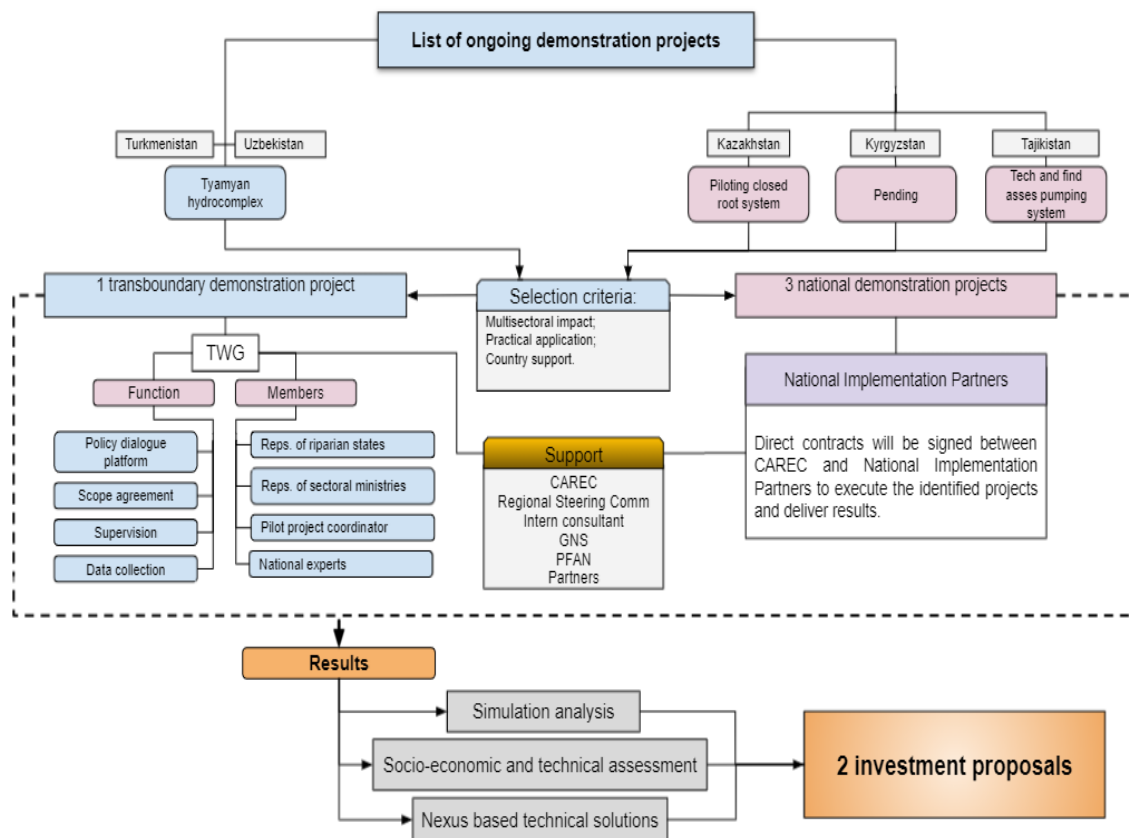 List of ongoing demonstration projects
Turkmenistan
Uzbekistan
Kazakhstan
Kyrgyzstan
Tajikistan
Tyamyan
hydrocomplex
Piloting closed
root system
Pending
Tech and find
asses pumping
system
1 transboundary demonstration project
Selection criteria:
Multisectoral impact;
Practical application;
Country support.
3 national demonstration projects
TWG
Function
Members
Policy dialogue
platform
Scope agreement
Supervision
Data collection
Reps. of riparian states
Reps. of sectoral ministries
Pilot project coordinator
National experts
Support
CAREC
Regional Steering Comm
Intern consultant
GNS
PFAN
Partners
National Implementation Partners
Direct contracts will be signed between
CAREC and National Implementation
Partners to execute the identified projects
and deliver results.
Results
Simulation analysis
Socio-economic and technical assessment
Nexus based technical solutions
2 investment proposals